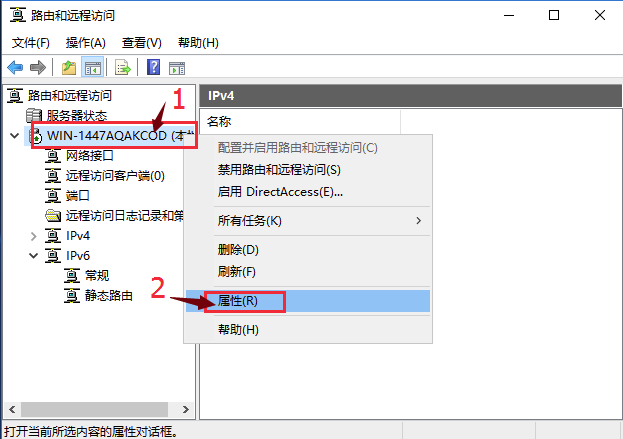 路由和远程访问
文件(F) 操作(A) 查看(V) 帮助(H)
路由和远程访问
服务器状态
WIN-1447AQAKCOD (本
网络接口
远程访问客户端(0)
端口
远程访问日志记录和策
IPv4
IPv6
常规
静态路由
1
2
IPv4
名称
配置并启用路由和远程访问(C)
禁用路由和远程访问(S)
启用 DirectAccess(E)...
所有任务(K)
删除(D)
刷新(F)
属性(R)
帮助(H)
打开当前所选内容的属性对话框。